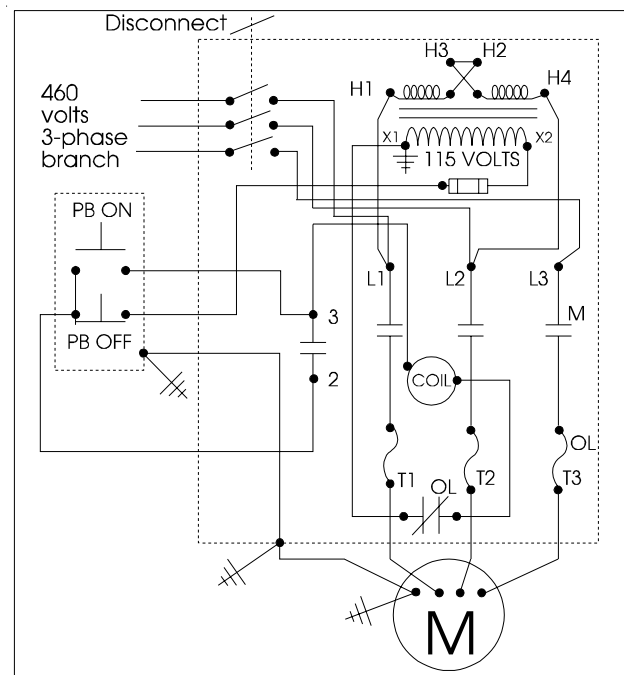 Disconnect
H3 H2
H1 H4
460
volts
3-phase
branch
X1 X2
115 VOLTS
PB ON
L1 L2 L3
3 M
PB OFF
2
COIL
OL
T1 OL T2 T3
M